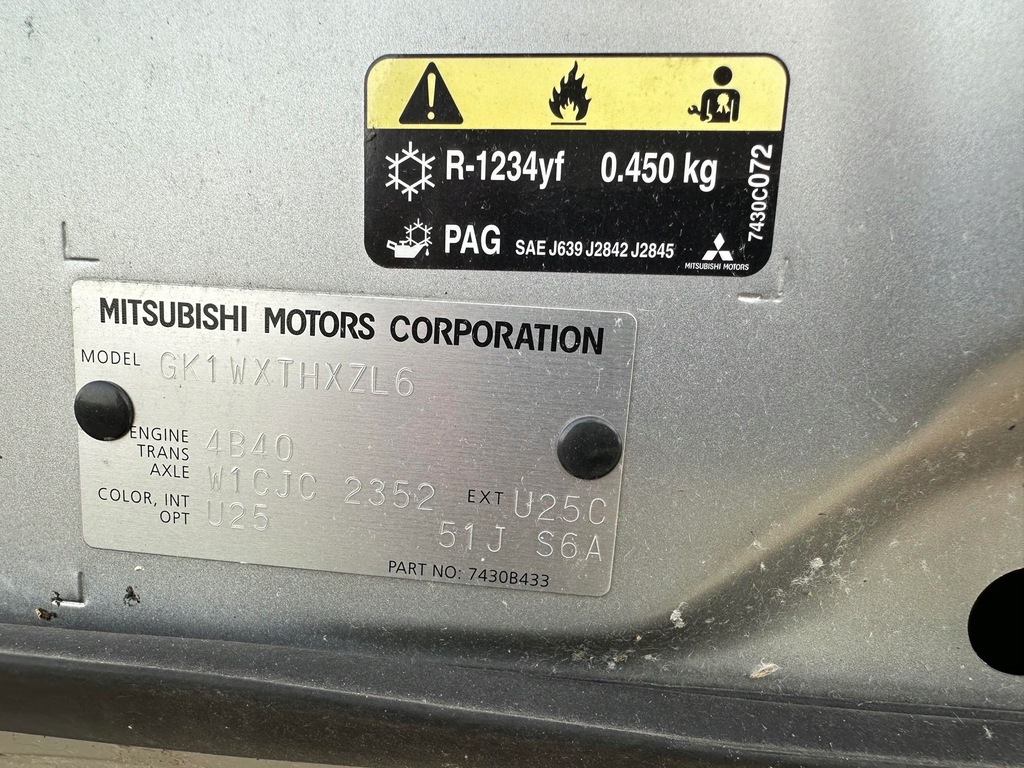 R-1234yf 0.450 kg
PAG SAE J639 J2842 J2845
7430C072
MITSUBISHI MOTORS
MITSUBISHI MOTORS CORPORATION
MODEL GK1WXTHXZL6
ENGINE 4B40
TRANS
AXLE W1CJC 2352 EXT U25C
COLOR, INT U25
OPT 51J S6A
PART NO: 7430B433